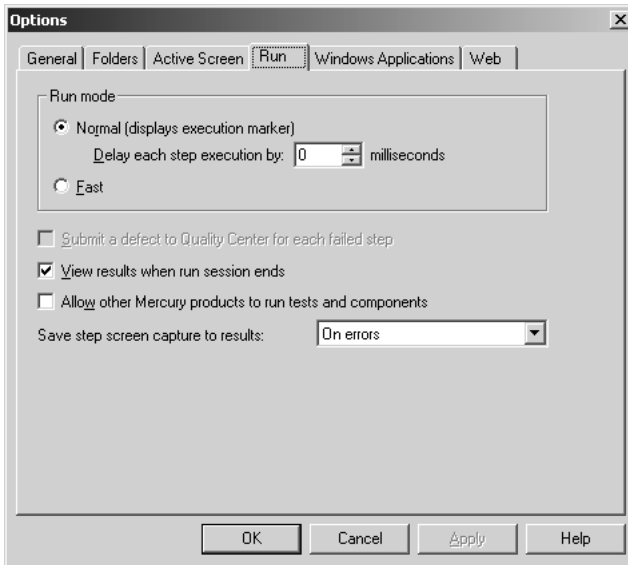 Options
General Folders Active Screen Run Windows Applications Web
Run mode
Normal (displays execution marker)
Delay each step execution by: 0 milliseconds
Fast
Submit a defect to Quality Center for each failed step
View results when run session ends
Allow other Mercury products to run tests and components
Save step screen capture to results: On errors
OK Cancel Apply Help